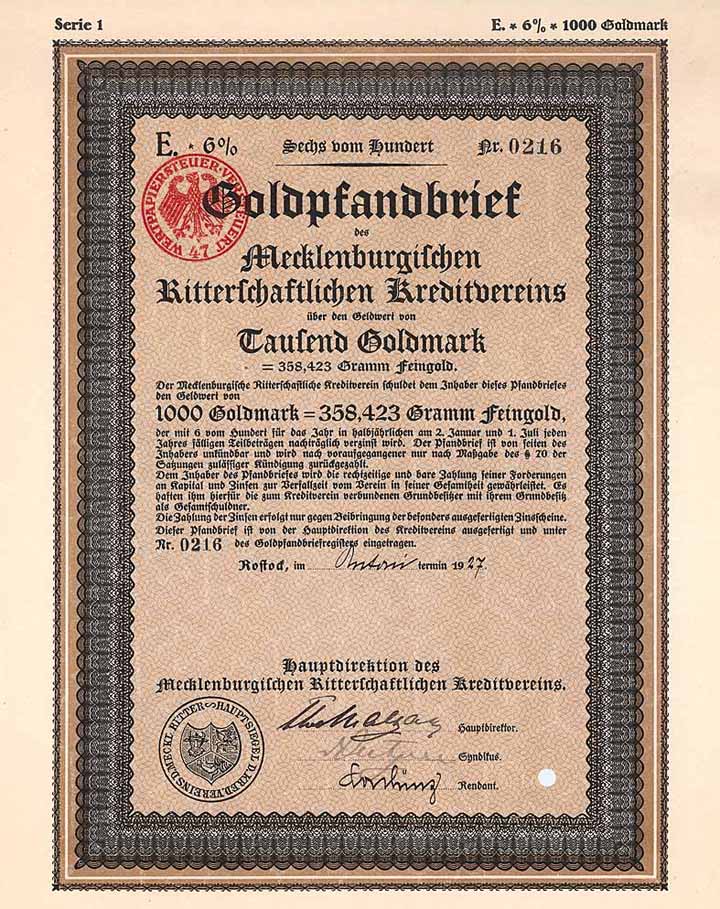 Serie 1
E. * 6% * 1000 Goldmark
E. * 6%
Sechs vom Hundert
Nr. 0216
WERTPAPIERSTEUER·VERSTEUERT
47
Goldpfandbrief
des
Mecklenburgischen
Ritterschaftlichen Kreditvereins
über den Geldwert von
Tausend Goldmark
= 358,423 Gramm Feingold.
Der Mecklenburgische Ritterschaftliche Kreditverein schuldet dem Inhaber dieses Pfandbriefes
den Geldwert von
1000 Goldmark = 358,423 Gramm Feingold,
der mit 6 vom Hundert für das Jahr in halbjährlichen am 2. Januar und 1. Juli jeden
Jahres fälligen Teilbeträgen nachträglich verzinst wird. Der Pfandbrief ist von seiten des
Inhabers unkündbar und wird nach vorausgegangener nur nach Maßgabe des § 70 der
Satzungen zulässiger Kündigung zurückgezahlt.
Dem Inhaber des Pfandbriefes wird die rechtzeitige und bare Zahlung seiner Forderungen
an Kapital und Zinsen zur Verfallzeit vom Verein in seiner Gesamtheit gewährleistet. Es
haften ihm hierfür die zum Kreditverein verbundenen Grundbesitzer mit ihrem Grundbesitz
als Gesamtschuldner.
Die Zahlung der Zinsen erfolgt nur gegen Beibringung der besonders ausgefertigten Zinsscheine.
Dieser Pfandbrief ist von der Hauptdirektion des Kreditvereins ausgefertigt und unter
Nr. 0216 des Goldpfandbriefregisters eingetragen.
Rostock, im Antoni termin 1927.
Hauptdirektion des
Mecklenburgischen Ritterschaftlichen Kreditvereins.
HAUPTSIEGEL D. KRED. VEREINS D. MECKL. RITTER
Hauptdirektor.
Syndikus.
Rendant.